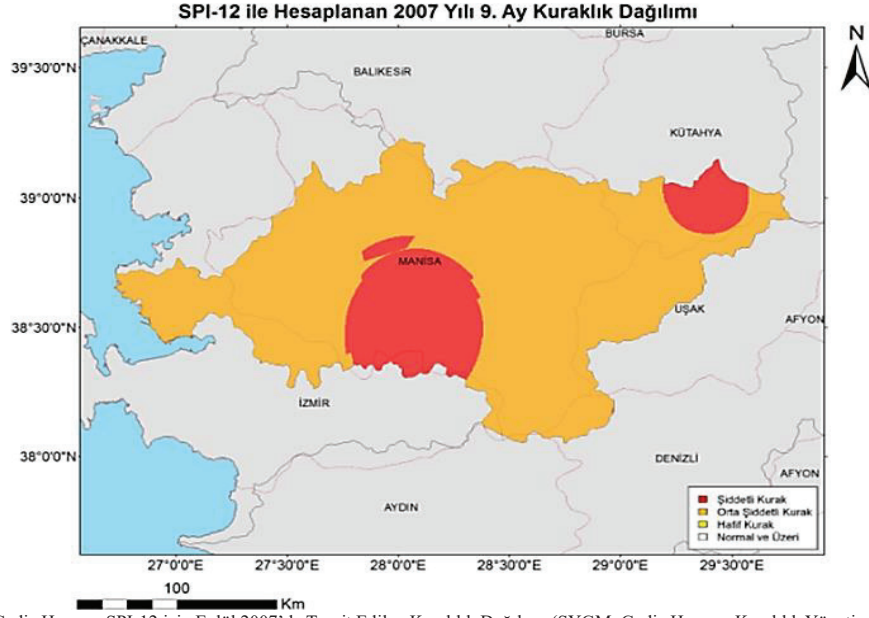 SPI-12 ile Hesaplanan 2007 Yılı 9. Ay Kuraklık Dağılımı
N
ÇANAKKALE
BURSA
39°30'0"N
BALIKESİR
KÜTAHYA
39°0'0"N
MANİSA
38°30'0"N
UŞAK
AFYON
İZMİR
38°0'0"N
DENİZLİ
AFYON
AYDIN
Şiddetli Kurak
Orta Şiddetli Kurak
Hafif Kurak
Normal ve Üzeri
27°0'0"E 27°30'0"E 28°0'0"E 28°30'0"E 29°0'0"E 29°30'0"E
100
Km